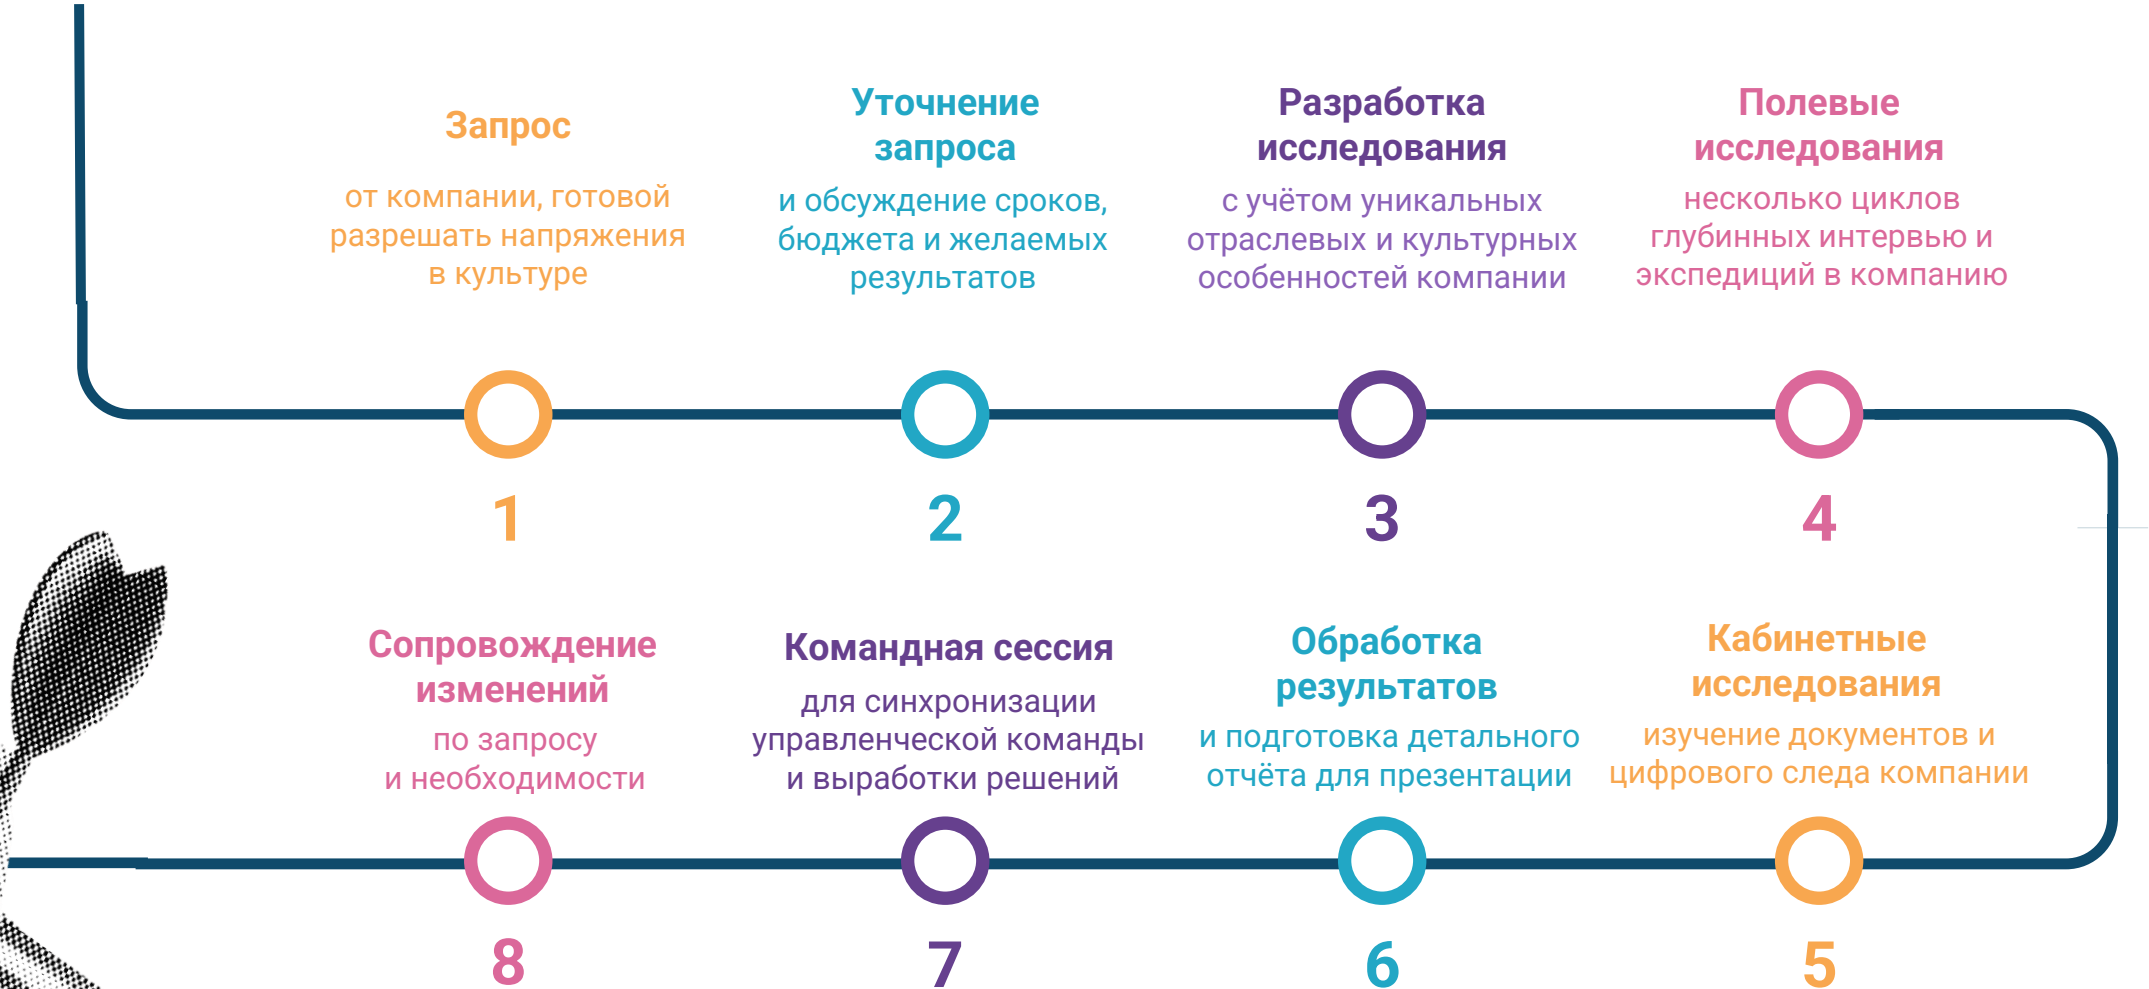 Запрос
от компании, готовой
разрешать напряжения
в культуре
1
Уточнение
запроса
и обсуждение сроков,
бюджета и желаемых
результатов
2
Разработка
исследования
с учётом уникальных
отраслевых и культурных
особенностей компании
3
Полевые
исследования
несколько циклов
глубинных интервью и
экспедиций в компанию
4
Кабинетные
исследования
изучение документов и
цифрового следа компании
5
Обработка
результатов
и подготовка детального
отчёта для презентации
6
Командная сессия
для синхронизации
управленческой команды
и выработки решений
7
Сопровождение
изменений
по запросу
и необходимости
8